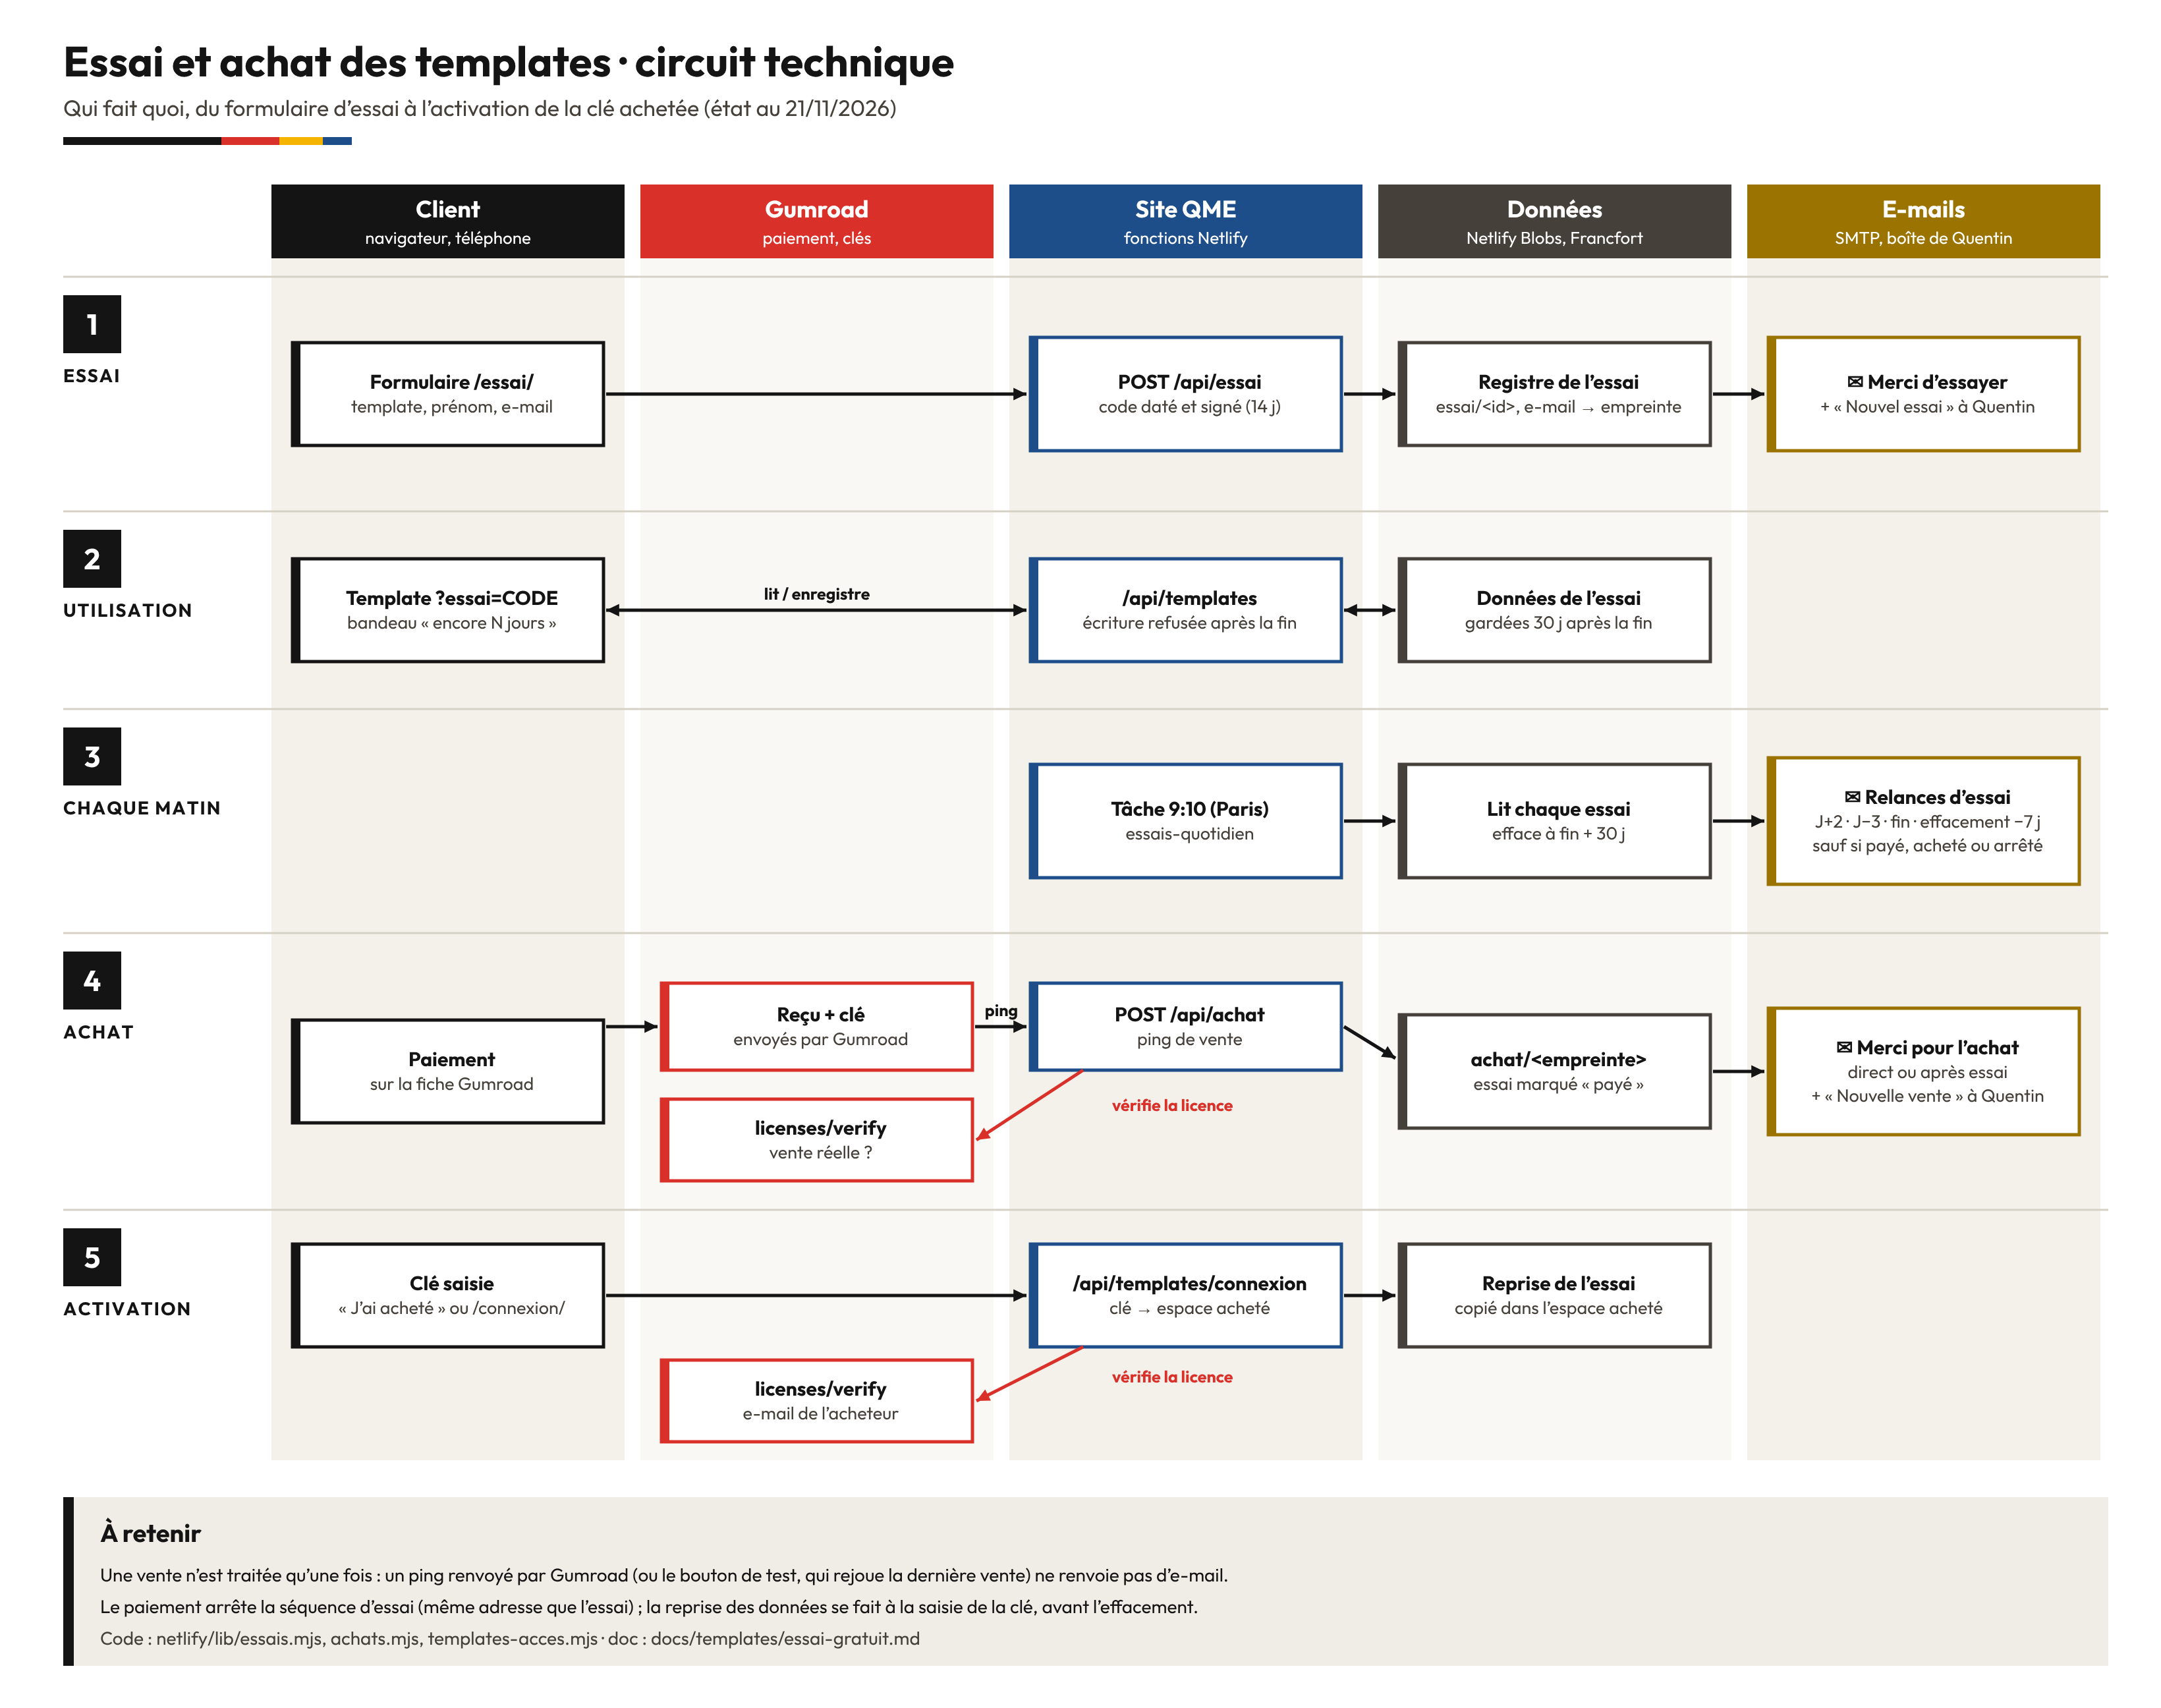 Essai et achat des templates · circuit technique
Qui fait quoi, du formulaire d’essai à l’activation de la clé achetée (état au 21/11/2026)
Client
navigateur, téléphone
Gumroad
paiement, clés
Site QME
fonctions Netlify
Données
Netlify Blobs, Francfort
E-mails
SMTP, boîte de Quentin
1
ESSAI
Formulaire /essai/
template, prénom, e-mail
POST /api/essai
code daté et signé (14 j)
Registre de l’essai
essai/<id>, e-mail → empreinte
✉ Merci d’essayer
+ « Nouvel essai » à Quentin
2
UTILISATION
Template ?essai=CODE
bandeau « encore N jours »
lit / enregistre
/api/templates
écriture refusée après la fin
Données de l’essai
gardées 30 j après la fin
3
CHAQUE MATIN
Tâche 9:10 (Paris)
essais-quotidien
Lit chaque essai
efface à fin + 30 j
✉ Relances d’essai
J+2 · J−3 · fin · effacement −7 j
sauf si payé, acheté ou arrêté
4
ACHAT
Paiement
sur la fiche Gumroad
Reçu + clé
envoyés par Gumroad
ping
POST /api/achat
ping de vente
licenses/verify
vente réelle ?
vérifie la licence
achat/<empreinte>
essai marqué « payé »
✉ Merci pour l’achat
direct ou après essai
+ « Nouvelle vente » à Quentin
5
ACTIVATION
Clé saisie
« J’ai acheté » ou /connexion/
/api/templates/connexion
clé → espace acheté
Reprise de l’essai
copié dans l’espace acheté
licenses/verify
e-mail de l’acheteur
vérifie la licence
À retenir
Une vente n’est traitée qu’une fois : un ping renvoyé par Gumroad (ou le bouton de test, qui rejoue la dernière vente) ne renvoie pas d’e-mail.
Le paiement arrête la séquence d’essai (même adresse que l’essai) ; la reprise des données se fait à la saisie de la clé, avant l’effacement.
Code : netlify/lib/essais.mjs, achats.mjs, templates-acces.mjs · doc : docs/templates/essai-gratuit.md